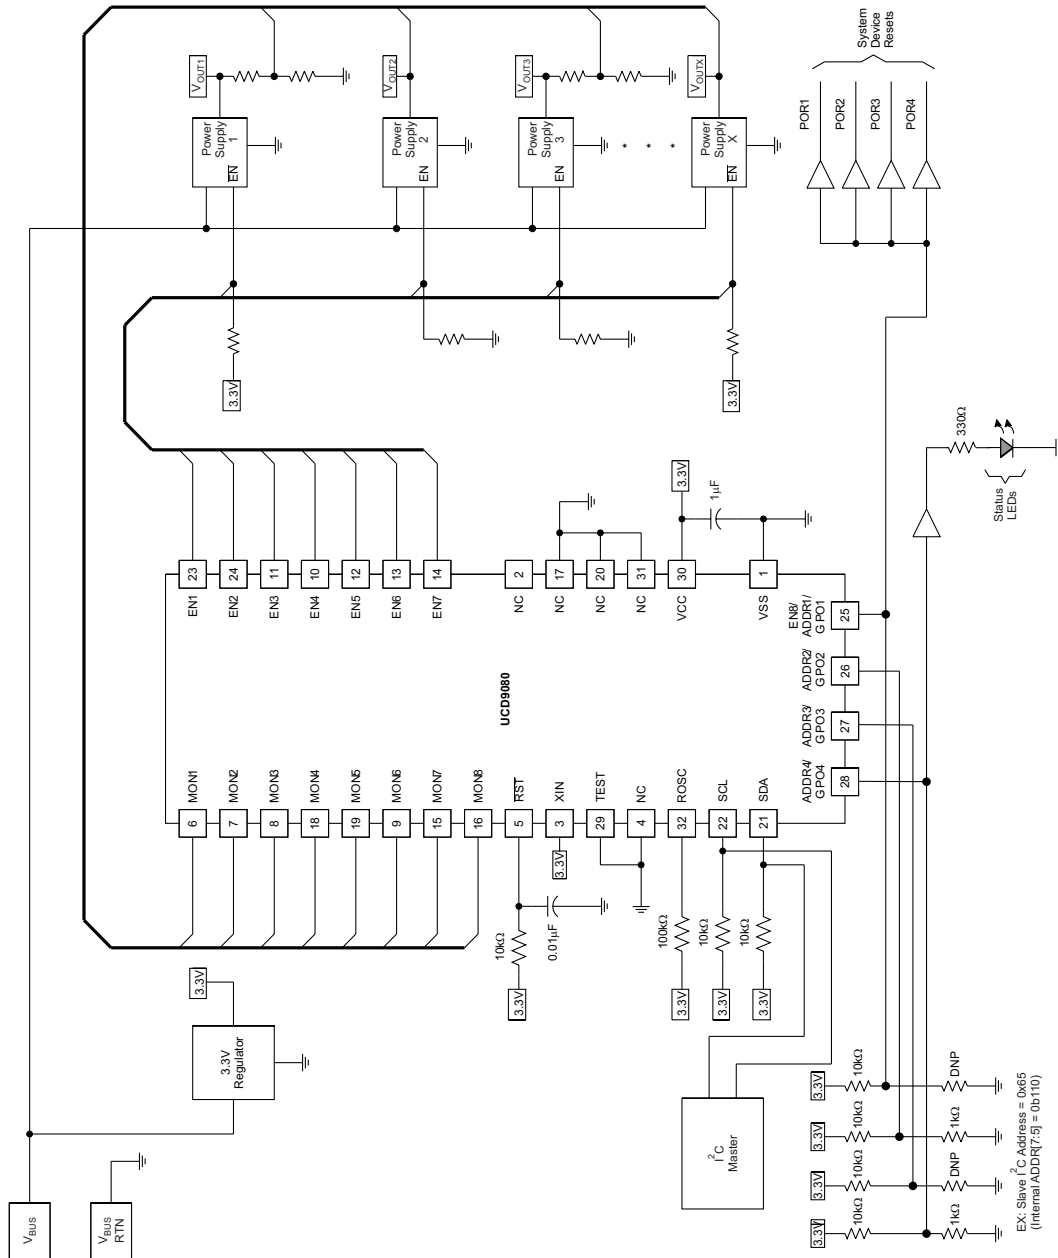 VBUS
VBUS
RTN
3.3V
Regulator
3.3V
MON1
6
MON2
7
MON3
8
MON4
18
MON5
19
MON6
9
MON7
15
MON8
16
RST
5
XIN
3
TEST
29
NC
4
ROSC
32
SCL
22
SDA
21
3.3V
10kΩ
0.01μF
3.3V
3.3V
100kΩ
3.3V
10kΩ
3.3V
10kΩ
I2C
Master
UCD9080
EN1
23
EN2
24
EN3
11
EN4
10
EN5
12
EN6
13
EN7
14
NC
2
NC
17
NC
20
NC
31
VCC
30
VSS
1
3.3V
1μF
EN8/
ADDR1/
GPO1
25
ADDR2/
GPO2
26
ADDR3/
GPO3
27
ADDR4/
GPO4
28
3.3V
3.3V
Power
Supply
1
EN
VOUT1
Power
Supply
2
EN
VOUT2
Power
Supply
3
EN
VOUT3
* * *
Power
Supply
X
EN
VOUTX
POR1
POR2
POR3
POR4
System
Device
Resets
330Ω
Status
LEDs
3.3V
10kΩ
DNP
3.3V
10kΩ
1kΩ
3.3V
10kΩ
DNP
3.3V
10kΩ
1kΩ
EX: Slave I2C Address = 0x65
(Internal ADDR[7:5] = 0b110)